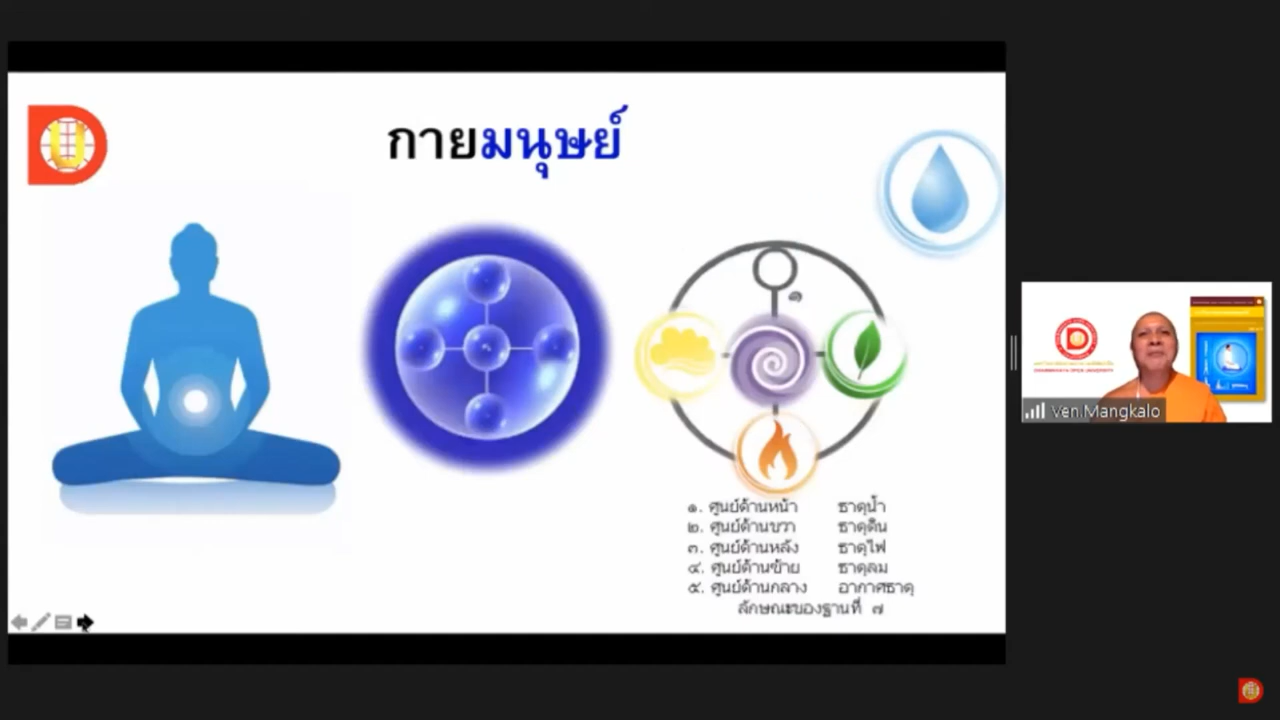 กายมนุษย์
๑
๑. ศูนย์ด้านหน้า ธาตุน้ำ
๒. ศูนย์ด้านขวา ธาตุดิน
๓. ศูนย์ด้านหลัง ธาตุไฟ
๔. ศูนย์ด้านซ้าย ธาตุลม
๕. ศูนย์ด้านกลาง อากาศธาตุ
ลักษณะของฐานที่ ๗
Ven.Mangkalo